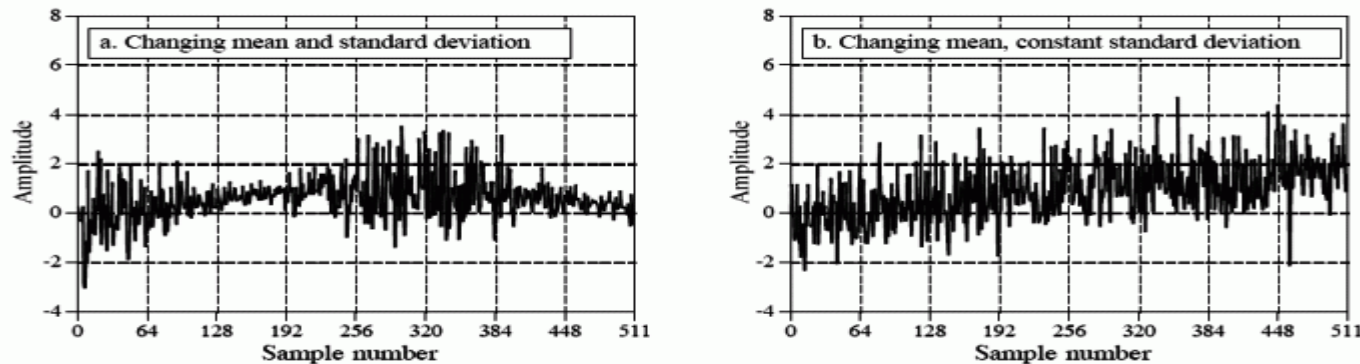 a. Changing mean and standard deviation
8
6
4
2
0
-2
-4
Amplitude
0 64 128 192 256 320 384 448 511
Sample number
b. Changing mean, constant standard deviation
8
6
4
2
0
-2
-4
Amplitude
0 64 128 192 256 320 384 448 511
Sample number